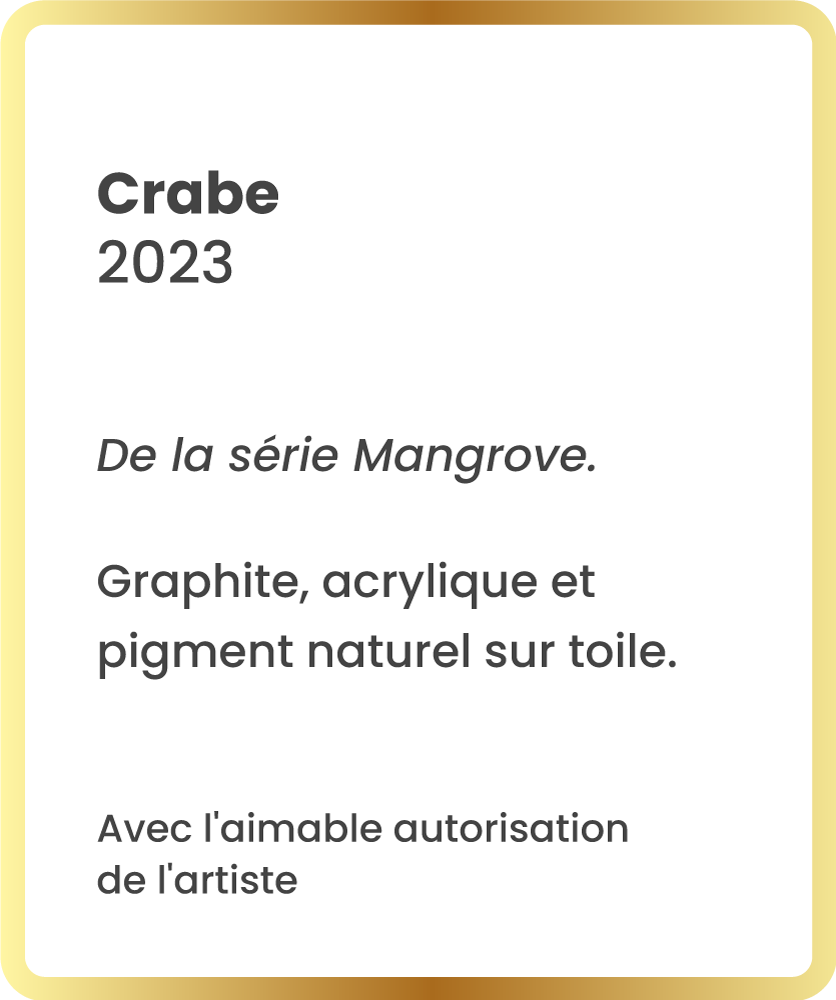 Crabe
2023
De la série Mangrove.
Graphite, acrylique et
pigment naturel sur toile.
Avec l'aimable autorisation
de l'artiste